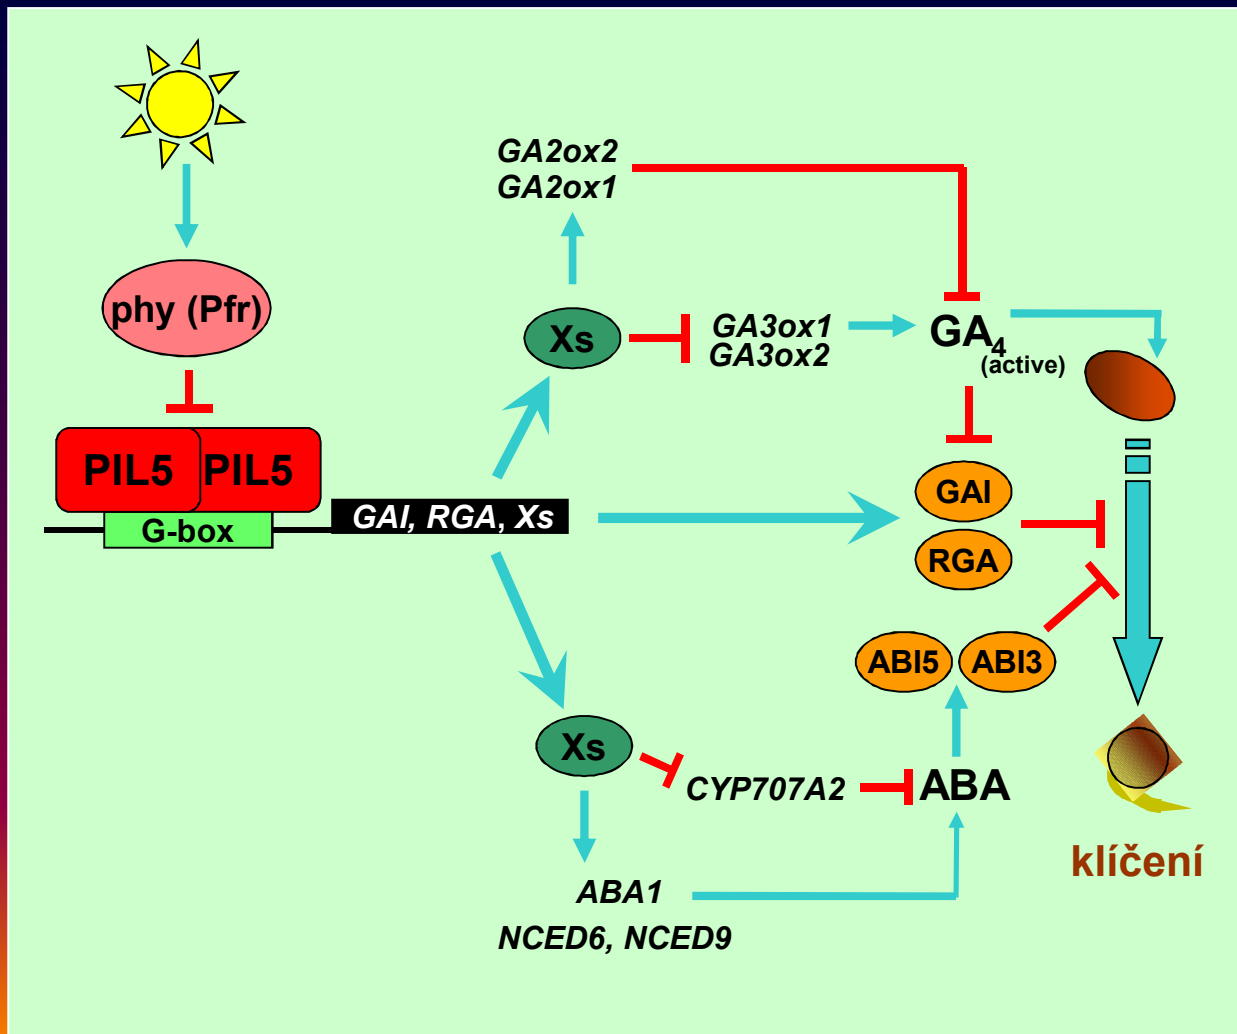 GA2ox2
GA2ox1
phy (Pfr)
Xs
GA3ox1
GA3ox2
GA4
(active)
PIL5
PIL5
G-box
GAI, RGA, Xs
GAI
RGA
ABI5
ABI3
Xs
CYP707A2
ABA
klíčení
ABA1
NCED6, NCED9